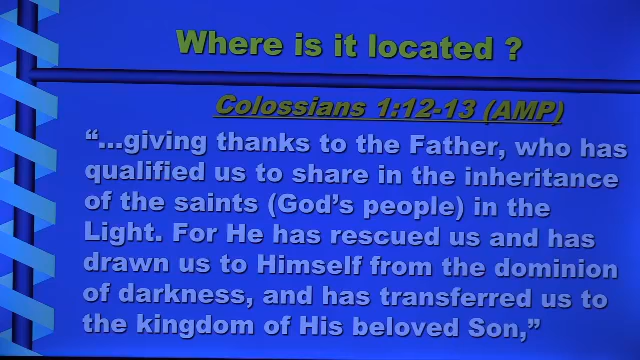 Where is it located ?
Colossians 1:12-13 (AMP)
“...giving thanks to the Father, who has
qualified us to share in the inheritance
of the saints (God’s people) in the
Light. For He has rescued us and has
drawn us to Himself from the dominion
of darkness, and has transferred us to
the kingdom of His beloved Son,”